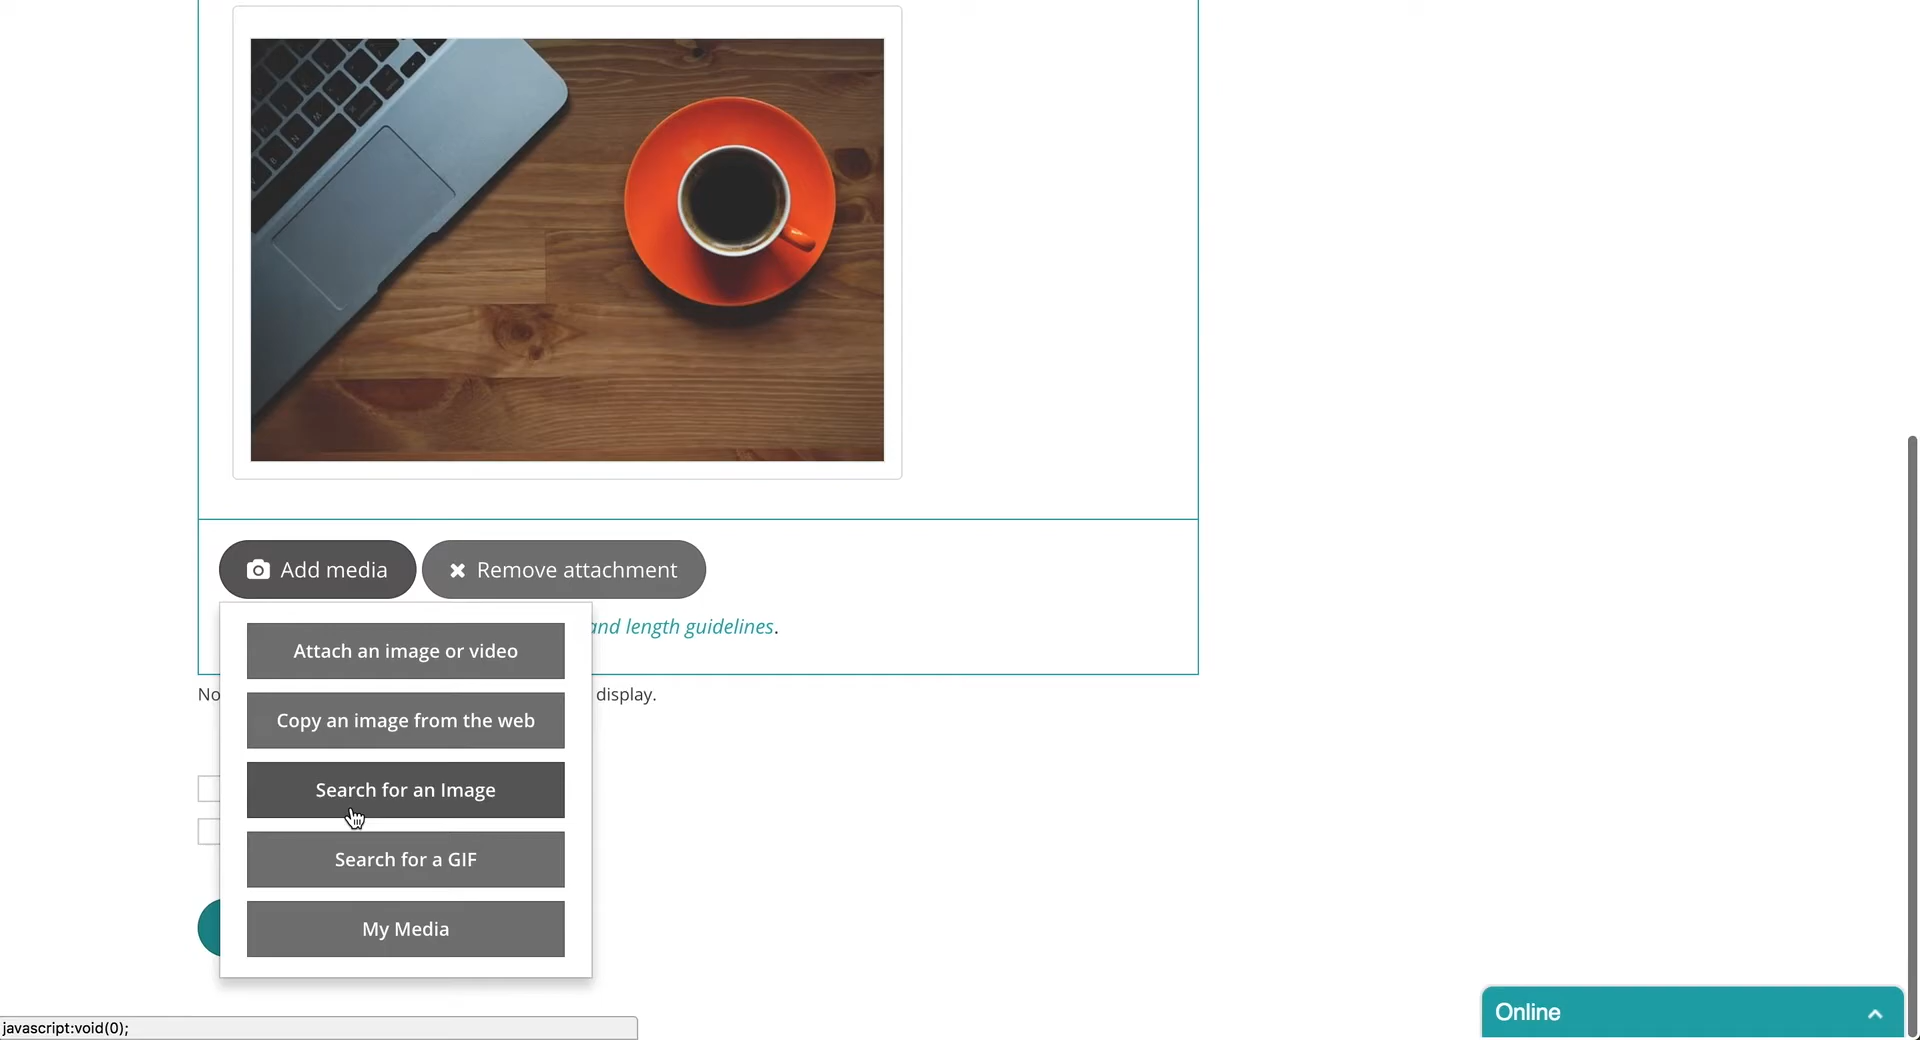 Add media
Remove attachment
and length guidelines.
Attach an image or video
No
display.
Copy an image from the web
Search for an Image
Search for a GIF
My Media
Online
javascript:void(0);